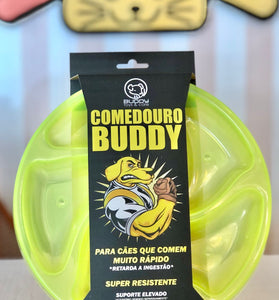 BUDDY
COMEDOURO
BUDDY
PARA CÃES QUE COMEM
MUITO RÁPIDO
*RETARDA A INGESTÃO*
SUPER RESISTENTE
SUPORTE ELEVADO